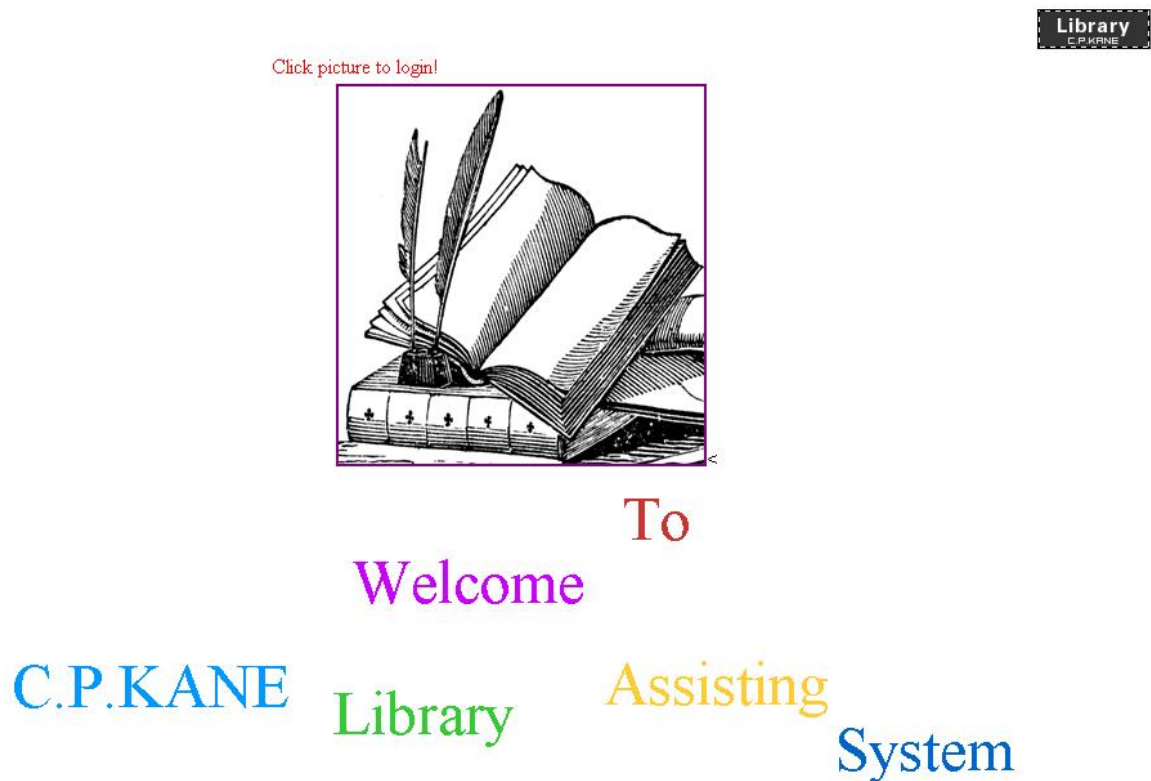 Library
C.P.KANE
Click picture to login!
<
To
Welcome
C.P.KANE Library Assisting System